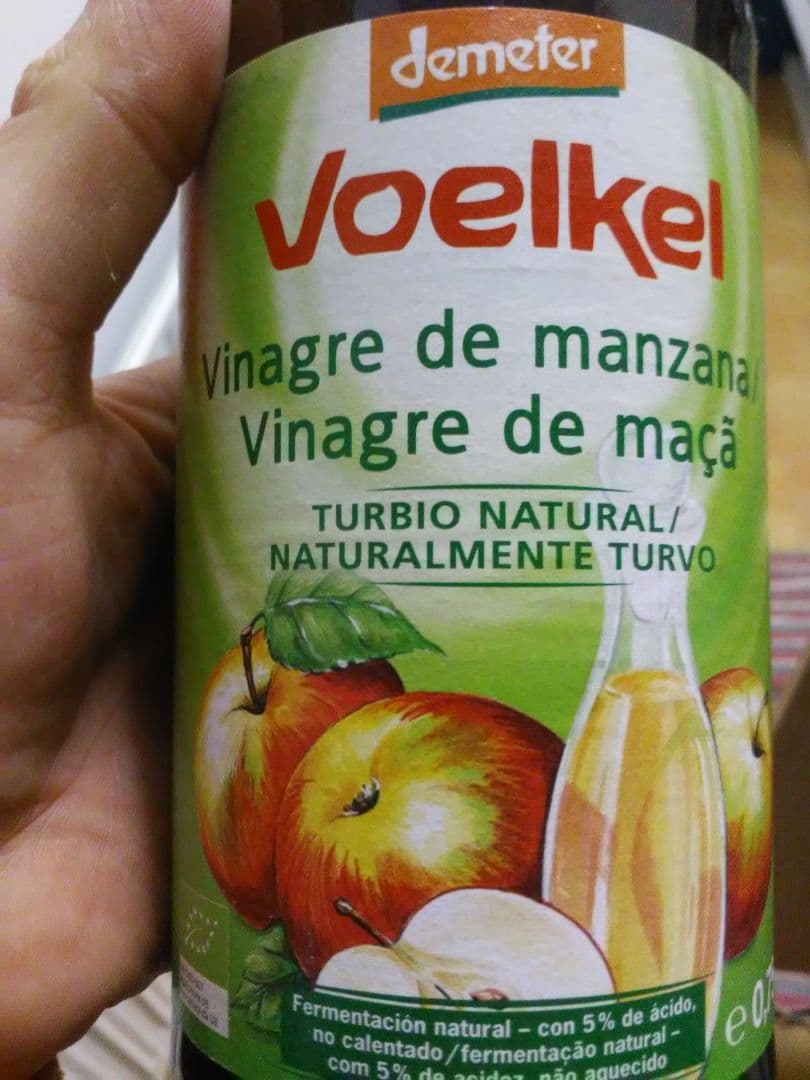 demeter
Voelkel
Vinagre de manzana/
Vinagre de maçã
TURBIO NATURAL/
NATURALMENTE TURVO
Fermentación natural – con 5% de ácido,
no calentado/fermentação natural –
com 5% de acidez, não aquecido
e 0,7